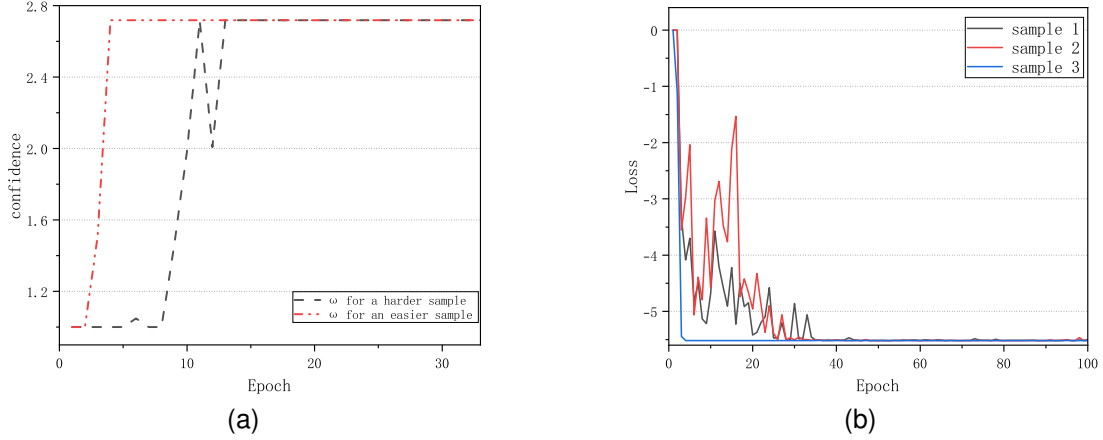 2.8
2.4
2.0
1.6
1.2
confidence
ω for a harder sample
ω for an easier sample
0
10
20
30
Epoch
(a)
0
-1
-2
-3
-4
-5
Loss
sample 1
sample 2
sample 3
0
20
40
60
80
100
Epoch
(b)